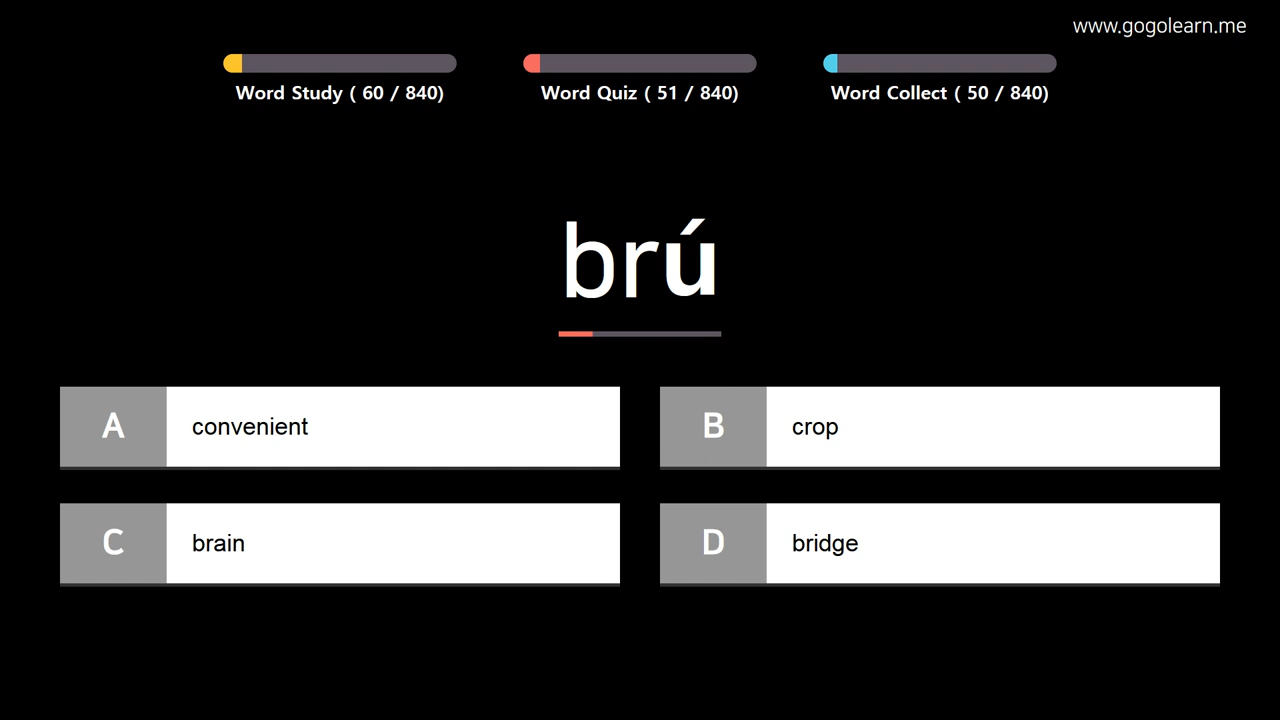 www.gogolearn.me
Word Study ( 60 / 840)
Word Quiz ( 51 / 840)
Word Collect ( 50 / 840)
brú
A convenient
B crop
C brain
D bridge